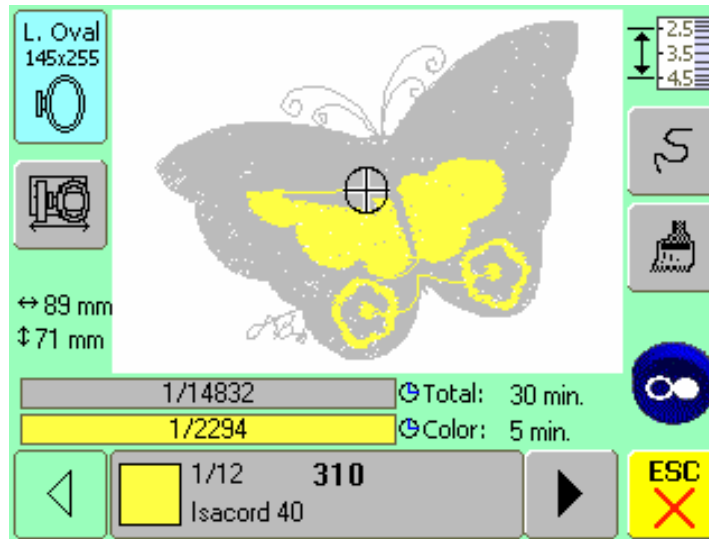 L. Oval
145x255
2.5
3.5
4.5
↔ 89 mm
↕ 71 mm
1/14832
Total: 30 min.
1/2294
Color: 5 min.
1/12 310
Isacord 40
ESC